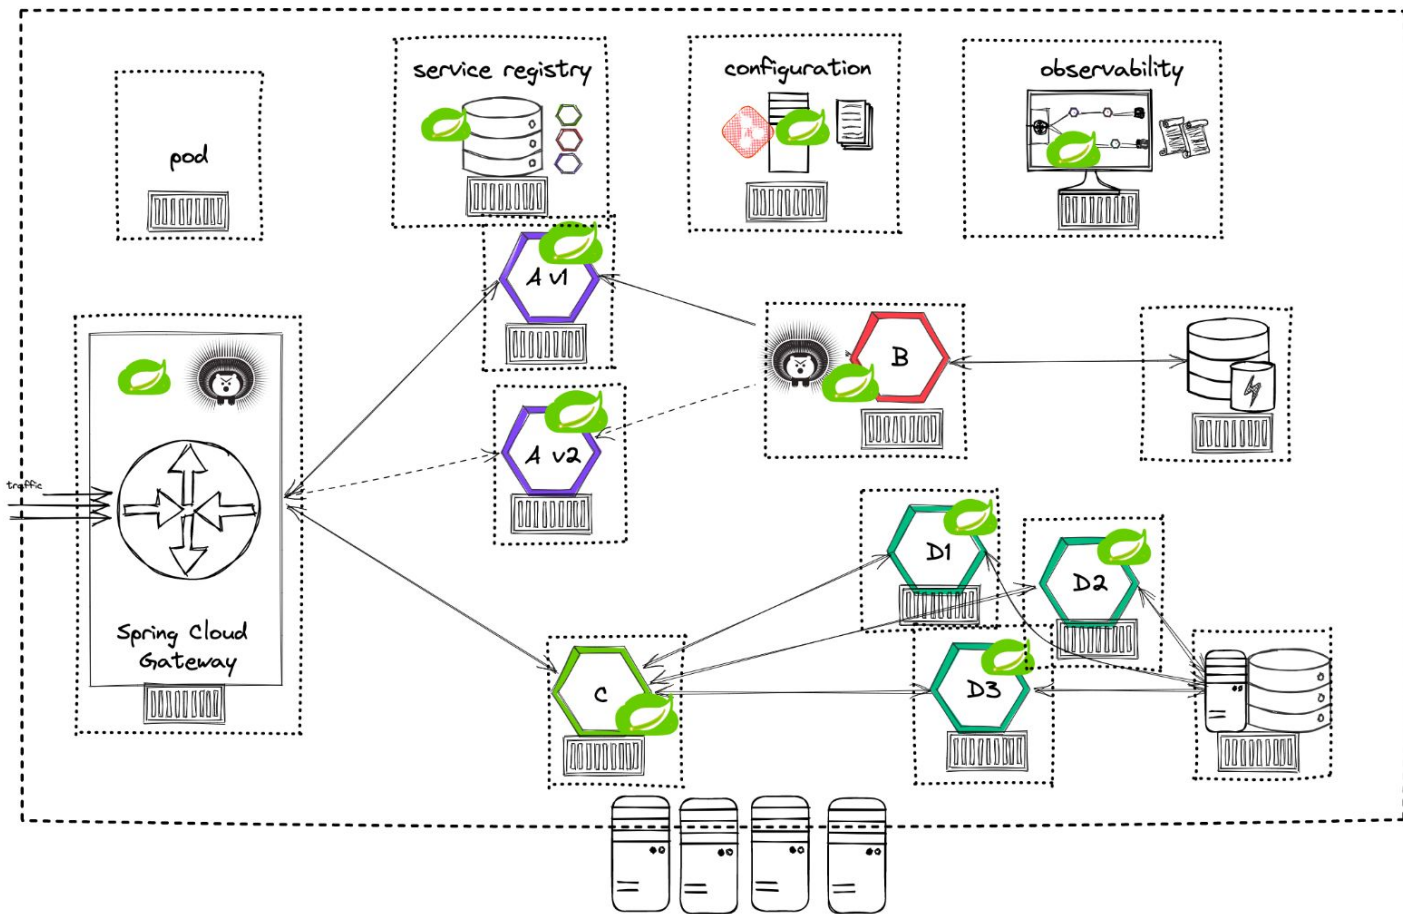 service registry
configuration
observability
pod
A v1
B
A v2
traffic
D1
D2
Spring Cloud
Gateway
C
D3